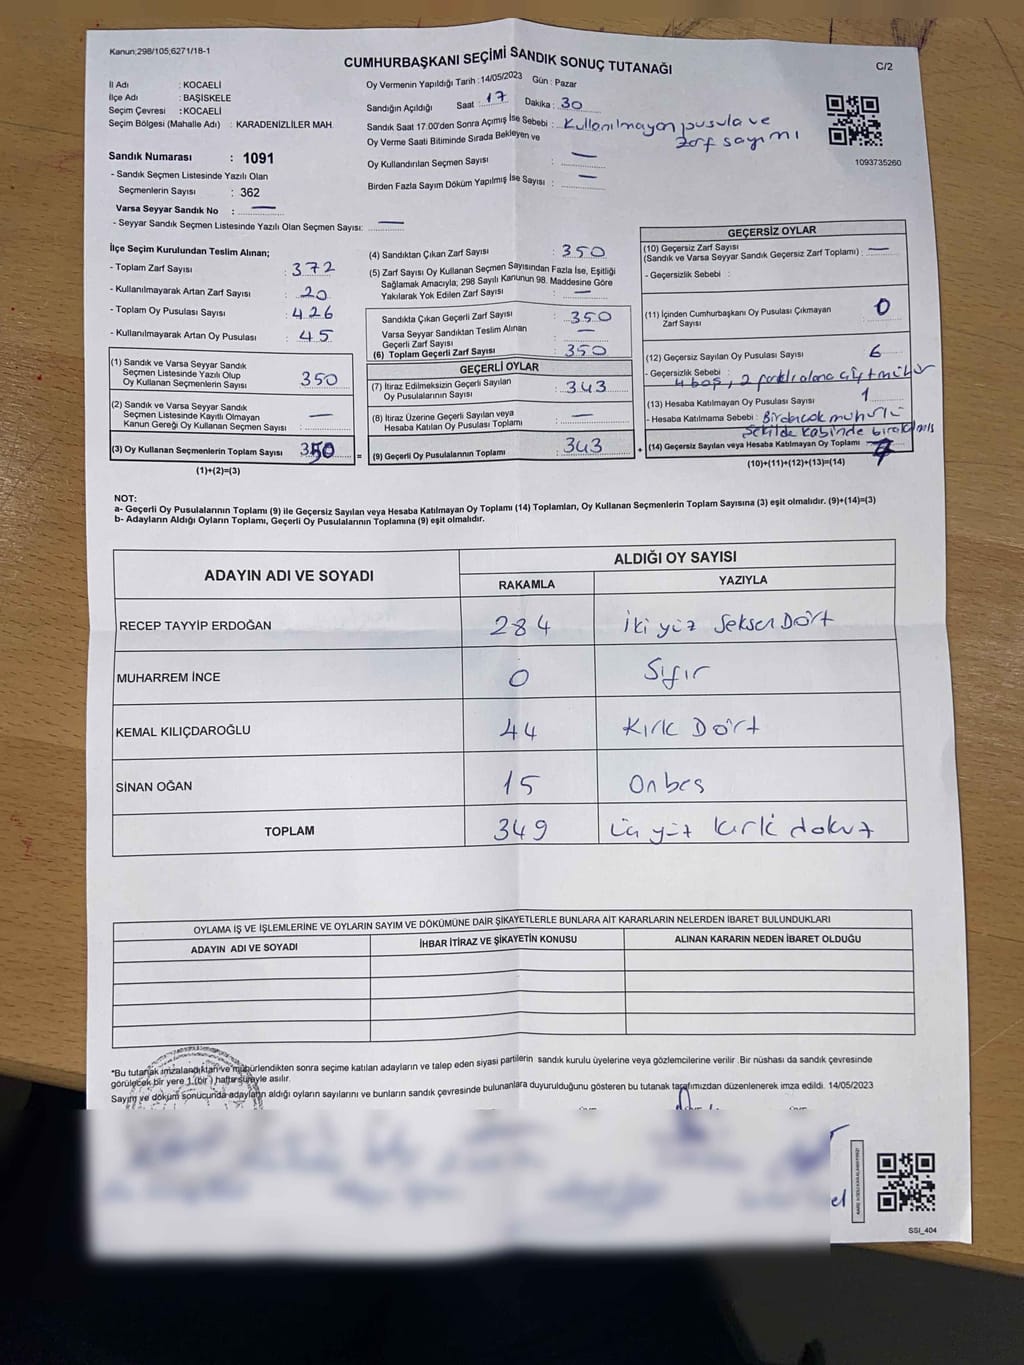 Kanun;298/105;6271/18-1
CUMHURBAŞKANI SEÇİMİ SANDIK SONUÇ TUTANAĞI
C/2
İl Adı : KOCAELİ
İlçe Adı : BAŞİSKELE
Seçim Çevresi : KOCAELİ
Seçim Bölgesi (Mahalle Adı) : KARADENİZLİLER MAH.
Sandık Numarası : 1091
- Sandık Seçmen Listesinde Yazılı Olan
Seçmenlerin Sayısı : 362
Varsa Seyyar Sandık No : —
- Seyyar Sandık Seçmen Listesinde Yazılı Olan Seçmen Sayısı: —
Oy Vermenin Yapıldığı Tarih : 14/05/2023 Gün : Pazar
Sandığın Açıldığı Saat : 17 Dakika : 30
Sandık Saat 17.00'den Sonra Açımış İse Sebebi : Kullanılmayan pusula ve
zarf sayımı
Oy Verme Saati Bitiminde Sırada Bekleyen ve
Oy Kullandırılan Seçmen Sayısı : —
Birden Fazla Sayım Döküm Yapılmış İse Sayısı : —
1093735260
İlçe Seçim Kurulundan Teslim Alınan;
- Toplam Zarf Sayısı : 372
- Kullanılmayarak Artan Zarf Sayısı : 20
- Toplam Oy Pusulası Sayısı : 426
- Kullanılmayarak Artan Oy Pusulası : 45
(1) Sandık ve Varsa Seyyar Sandık
Seçmen Listesinde Yazılı Olup
Oy Kullanan Seçmenlerin Sayısı : 350
(2) Sandık ve Varsa Seyyar Sandık
Seçmen Listesinde Kayıtlı Olmayan
Kanun Gereği Oy Kullanan Seçmen Sayısı : —
(3) Oy Kullanan Seçmenlerin Toplam Sayısı : 350 =
(1)+(2)=(3)
(4) Sandıktan Çıkan Zarf Sayısı : 350
(5) Zarf Sayısı Oy Kullanan Seçmen Sayısından Fazla İse, Eşitliği
Sağlamak Amacıyla; 298 Sayılı Kanunun 98. Maddesine Göre
Yakılarak Yok Edilen Zarf Sayısı : —
Sandıkta Çıkan Geçerli Zarf Sayısı : 350
Varsa Seyyar Sandıktan Teslim Alınan
Geçerli Zarf Sayısı : —
(6) Toplam Geçerli Zarf Sayısı : 350
GEÇERLİ OYLAR
(7) İtiraz Edilmeksizin Geçerli Sayılan
Oy Pusulalarının Sayısı : 343
(8) İtiraz Üzerine Geçerli Sayılan veya
Hesaba Katılan Oy Pusulası Toplamı : —
(9) Geçerli Oy Pusulalarının Toplamı : 343 +
GEÇERSİZ OYLAR
(10) Geçersiz Zarf Sayısı
(Sandık ve Varsa Seyyar Sandık Geçersiz Zarf Toplamı) : —
- Geçersizlik Sebebi :
(11) İçinden Cumhurbaşkanı Oy Pusulası Çıkmayan
Zarf Sayısı : 0
(12) Geçersiz Sayılan Oy Pusulası Sayısı : 6
- Geçersizlik Sebebi : 4 boş, 2 farklı alana çift mühür
(13) Hesaba Katılmayan Oy Pusulası Sayısı : 1
- Hesaba Katılmama Sebebi : mühürlü
şekilde kabinde bırakılmış
(14) Geçersiz Sayılan veya Hesaba Katılmayan Oy Toplamı : 7
(10)+(11)+(12)+(13)=(14)
NOT:
a- Geçerli Oy Pusulalarının Toplamı (9) ile Geçersiz Sayılan veya Hesaba Katılmayan Oy Toplamı (14) Toplamları, Oy Kullanan Seçmenlerin Toplam Sayısına (3) eşit olmalıdır. (9)+(14)=(3)
b- Adayların Aldığı Oyların Toplamı, Geçerli Oy Pusulalarının Toplamına (9) eşit olmalıdır.
ADAYIN ADI VE SOYADI
ALDIĞI OY SAYISI
RAKAMLA YAZIYLA
RECEP TAYYİP ERDOĞAN 284 İki yüz Seksen Dört
MUHARREM İNCE 0 Sıfır
KEMAL KILIÇDAROĞLU 44 Kırk Dört
SİNAN OĞAN 15 Onbeş
TOPLAM 349 Üç yüz kırk dokuz
OYLAMA İŞ VE İŞLEMLERİNE VE OYLARIN SAYIM VE DÖKÜMÜNE DAİR ŞİKAYETLERLE BUNLARA AİT KARARLARIN NELERDEN İBARET BULUNDUKLARI
ADAYIN ADI VE SOYADI İHBAR İTİRAZ VE ŞİKAYETİN KONUSU ALINAN KARARIN NEDEN İBARET OLDUĞU
*Bu tutanak imzalandıktan ve mühürlendikten sonra seçime katılan adayların ve talep eden siyasi partilerin sandık kurulu üyelerine veya gözlemcilerine verilir .Bir nüshası da sandık çevresinde
görülecek bir yere 1 (bir ) hafta süreyle asılır.
Sayım ve döküm sonucunda adayların aldığı oyların sayılarını ve bunların sandık çevresinde bulunanlara duyurulduğunu gösteren bu tutanak tarafımızdan düzenlenerek imza edildi. 14/05/2023
SSI_404